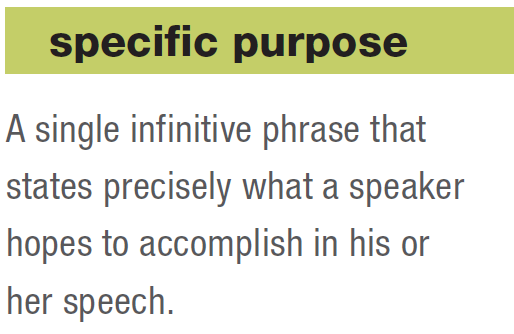 specific purpose
A single infinitive phrase that
states precisely what a speaker
hopes to accomplish in his or
her speech.